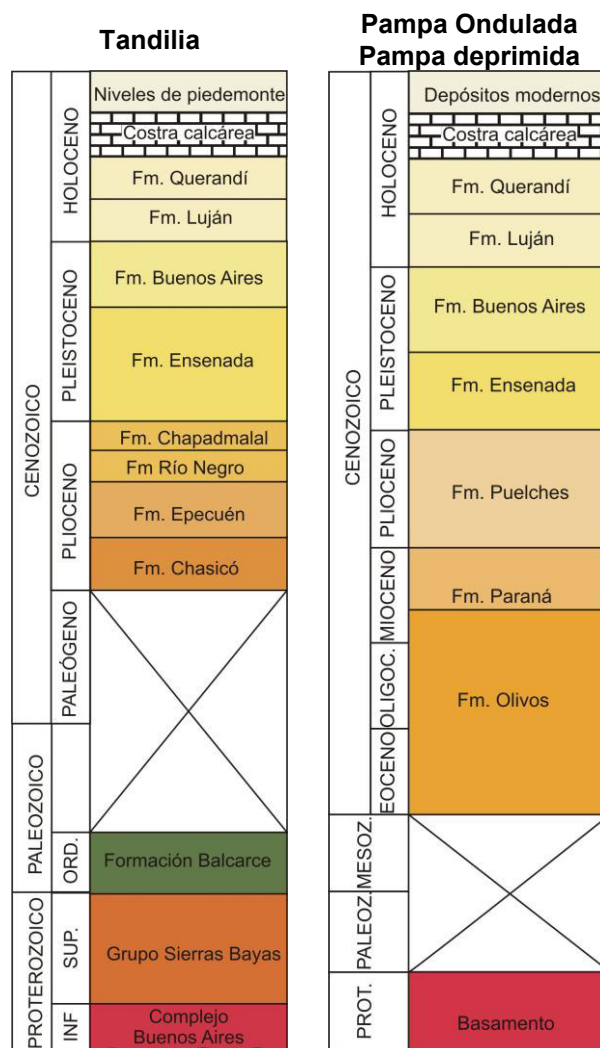 Tandilia
CENOZOICO
PALEOZOICO
PROTEROZOICO
HOLOCENO
PLEISTOCENO
PLIOCENO
PALEÓGENO
ORD.
SUP.
INF
Niveles de piedemonte
Costra calcárea
Fm. Querandí
Fm. Luján
Fm. Buenos Aires
Fm. Ensenada
Fm. Chapadmalal
Fm Río Negro
Fm. Epecuén
Fm. Chasicó
Formación Balcarce
Grupo Sierras Bayas
Complejo
Buenos Aires
Pampa Ondulada
Pampa deprimida
CENOZOICO
HOLOCENO
PLEISTOCENO
PLIOCENO
MIOCENO
OLIGOC.
EOCENO
MESOZ.
PALEOZ.
PROT.
Depósitos modernos
Costra calcárea
Fm. Querandí
Fm. Luján
Fm. Buenos Aires
Fm. Ensenada
Fm. Puelches
Fm. Paraná
Fm. Olivos
Basamento